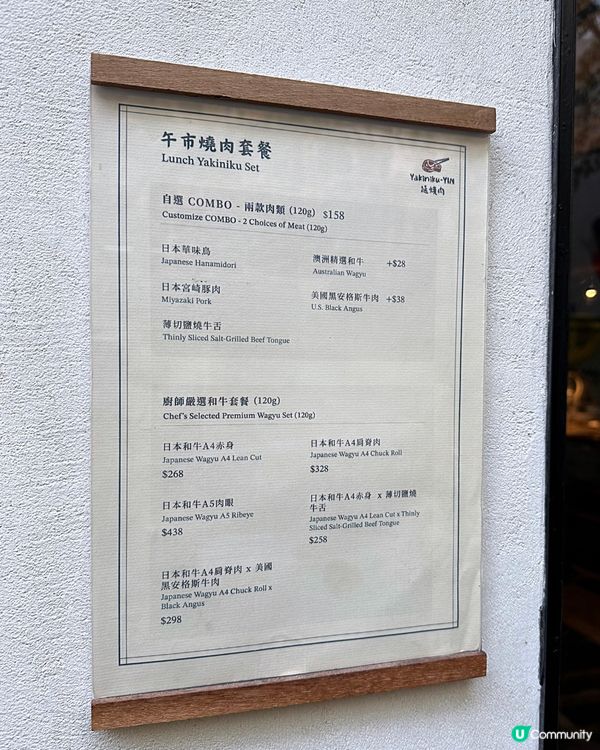 午市燒肉套餐
Lunch Yakiniku Set
Yakiniku·YIN
自選 COMBO - 兩款肉類 (120g) $158
Customize COMBO - 2 Choices of Meat (120g)
日本華味鳥
Japanese Hanamidori
澳洲精選和牛 +$28
Australian Wagyu
日本宮崎豚肉
Miyazaki Pork
美國黑安格斯牛肉 +$38
U.S. Black Angus
薄切鹽燒牛舌
Thinly Sliced Salt-Grilled Beef Tongue
廚師嚴選和牛套餐 (120g)
Chef's Selected Premium Wagyu Set (120g)
日本和牛A4赤身
Japanese Wagyu A4 Lean Cut
$268
日本和牛A4肩脊肉
Japanese Wagyu A4 Chuck Roll
$328
日本和牛A5肉眼
Japanese Wagyu A5 Ribeye
$438
日本和牛A4赤身 x 薄切鹽燒
牛舌
Japanese Wagyu A4 Lean Cut x Thinly
Sliced Salt-Grilled Beef Tongue
$258
日本和牛A4肩脊肉 x 美國
黑安格斯牛肉
Japanese Wagyu A4 Chuck Roll x
Black Angus
$298
U Community